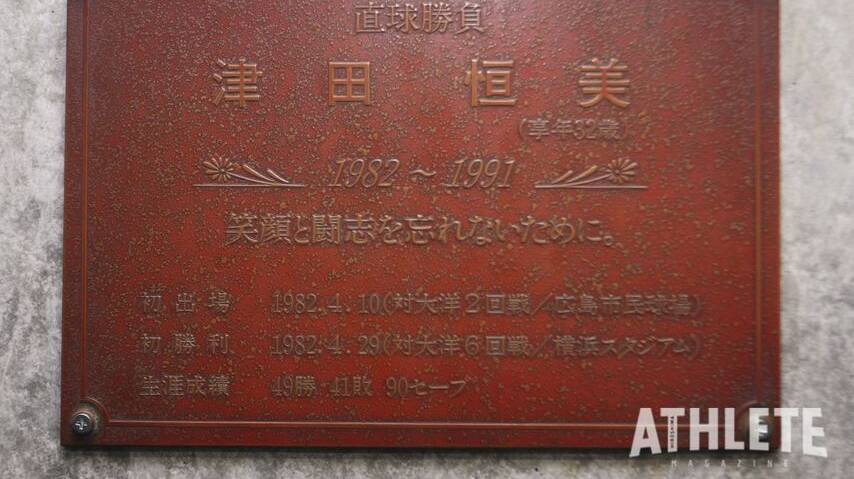 直球勝負
津田恒美
(享年32歳)
1982～1991
笑顔と闘志を忘れないために。
初出場 1982.4.10(対大洋2回戦/広島市民球場)
初勝利 1982.4.29(対大洋6回戦/横浜スタジアム)
生涯成績 49勝 41敗 90セーブ
ATHLETE
MAGAZINE